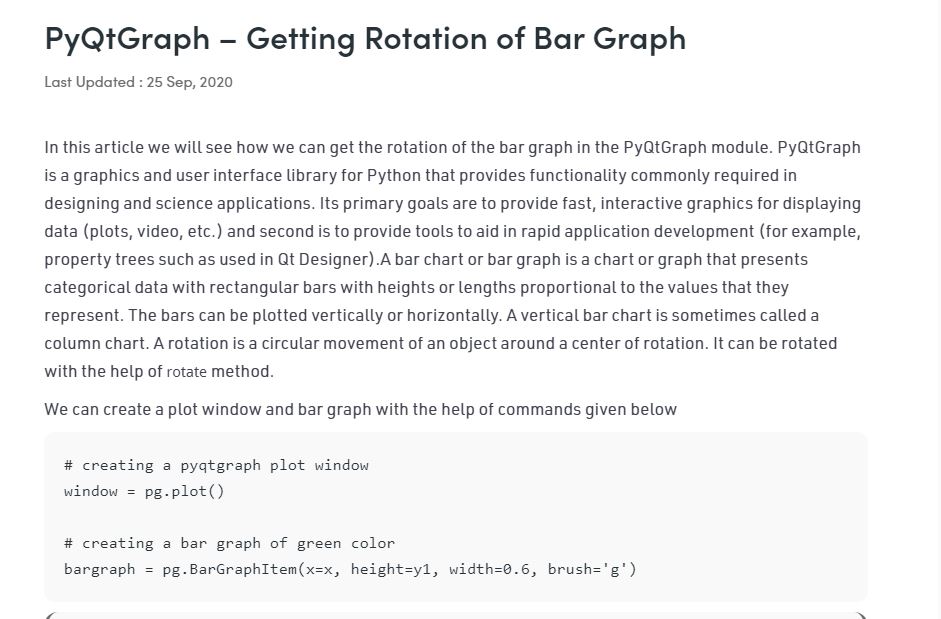 PyQtGraph – Getting Rotation of Bar Graph
Last Updated : 25 Sep, 2020
In this article we will see how we can get the rotation of the bar graph in the PyQtGraph module. PyQtGraph
is a graphics and user interface library for Python that provides functionality commonly required in
designing and science applications. Its primary goals are to provide fast, interactive graphics for displaying
data (plots, video, etc.) and second is to provide tools to aid in rapid application development (for example,
property trees such as used in Qt Designer).A bar chart or bar graph is a chart or graph that presents
categorical data with rectangular bars with heights or lengths proportional to the values that they
represent. The bars can be plotted vertically or horizontally. A vertical bar chart is sometimes called a
column chart. A rotation is a circular movement of an object around a center of rotation. It can be rotated
with the help of rotate method.
We can create a plot window and bar graph with the help of commands given below
# creating a pyqtgraph plot window
window = pg.plot()
# creating a bar graph of green color
bargraph = pg.BarGraphItem(x=x, height=y1, width=0.6, brush='g')